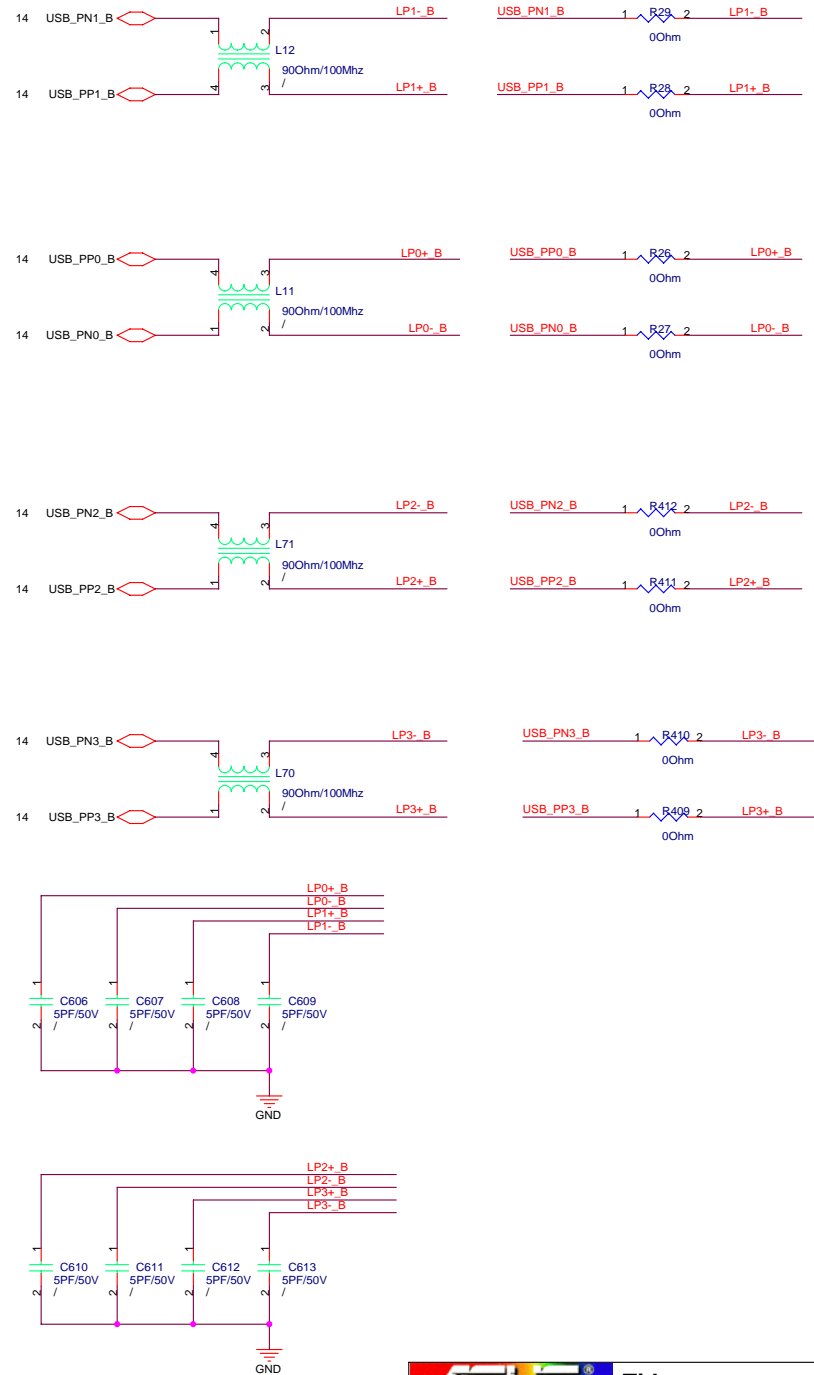 14 USB_PN1_B 1 2 LP1-_B USB_PN1_B 1 R29 2 LP1-_B
L12 0Ohm
90Ohm/100Mhz
/
14 USB_PP1_B 4 3 LP1+_B USB_PP1_B 1 R28 2 LP1+_B
0Ohm
14 USB_PP0_B 4 3 LP0+_B USB_PP0_B 1 R26 2 LP0+_B
L11 0Ohm
90Ohm/100Mhz
/
14 USB_PN0_B 1 2 LP0-_B USB_PN0_B 1 R27 2 LP0-_B
0Ohm
14 USB_PN2_B 4 3 LP2-_B USB_PN2_B 1 R412 2 LP2-_B
L71 0Ohm
90Ohm/100Mhz
/
14 USB_PP2_B 1 2 LP2+_B USB_PP2_B 1 R411 2 LP2+_B
0Ohm
14 USB_PN3_B 4 3 LP3-_B USB_PN3_B 1 R410 2 LP3-_B
L70 0Ohm
90Ohm/100Mhz
/
14 USB_PP3_B 1 2 LP3+_B USB_PP3_B 1 R409 2 LP3+_B
0Ohm
LP0+_B
LP0-_B
LP1+_B
LP1-_B
1 1 1 1
C606 C607 C608 C609
5PF/50V 5PF/50V 5PF/50V 5PF/50V
2 / 2 / 2 / 2 /
GND
LP2+_B
LP2-_B
LP3+_B
LP3-_B
1 1 1 1
C610 C611 C612 C613
5PF/50V 5PF/50V 5PF/50V 5PF/50V
2 / 2 / 2 / 2 /
GND
®